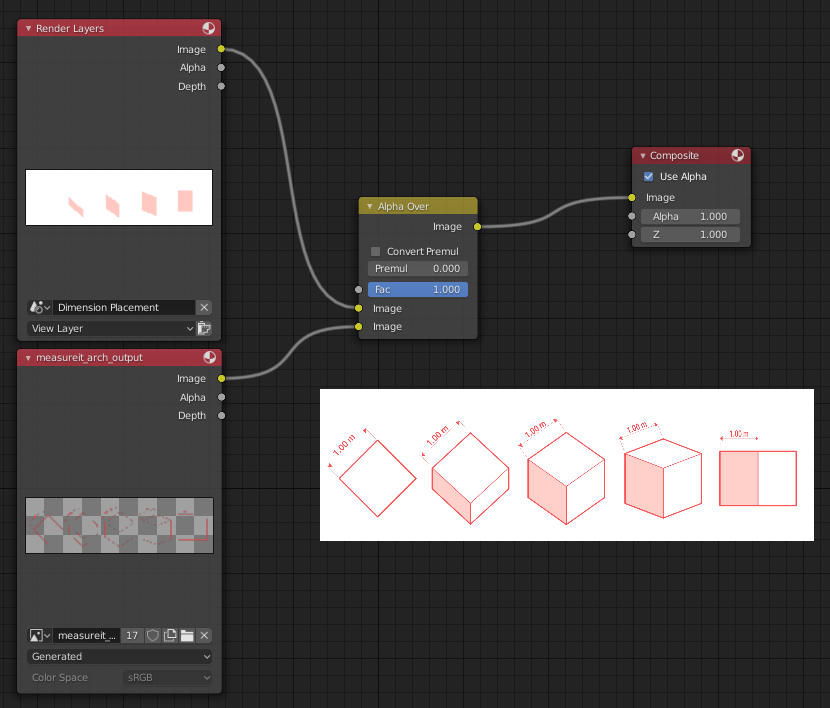 Render Layers
Image
Alpha
Depth
Dimension Placement
View Layer
measureit_arch_output
Image
Alpha
Depth
measureit_...
17
Generated
Color Space sRGB
Alpha Over
Image
Convert Premul
Premul 0.000
Fac 1.000
Image
Image
Composite
Use Alpha
Image
Alpha 1.000
Z 1.000
1.00 m
1.00 m
1.00 m
1.00 m
1.00 m